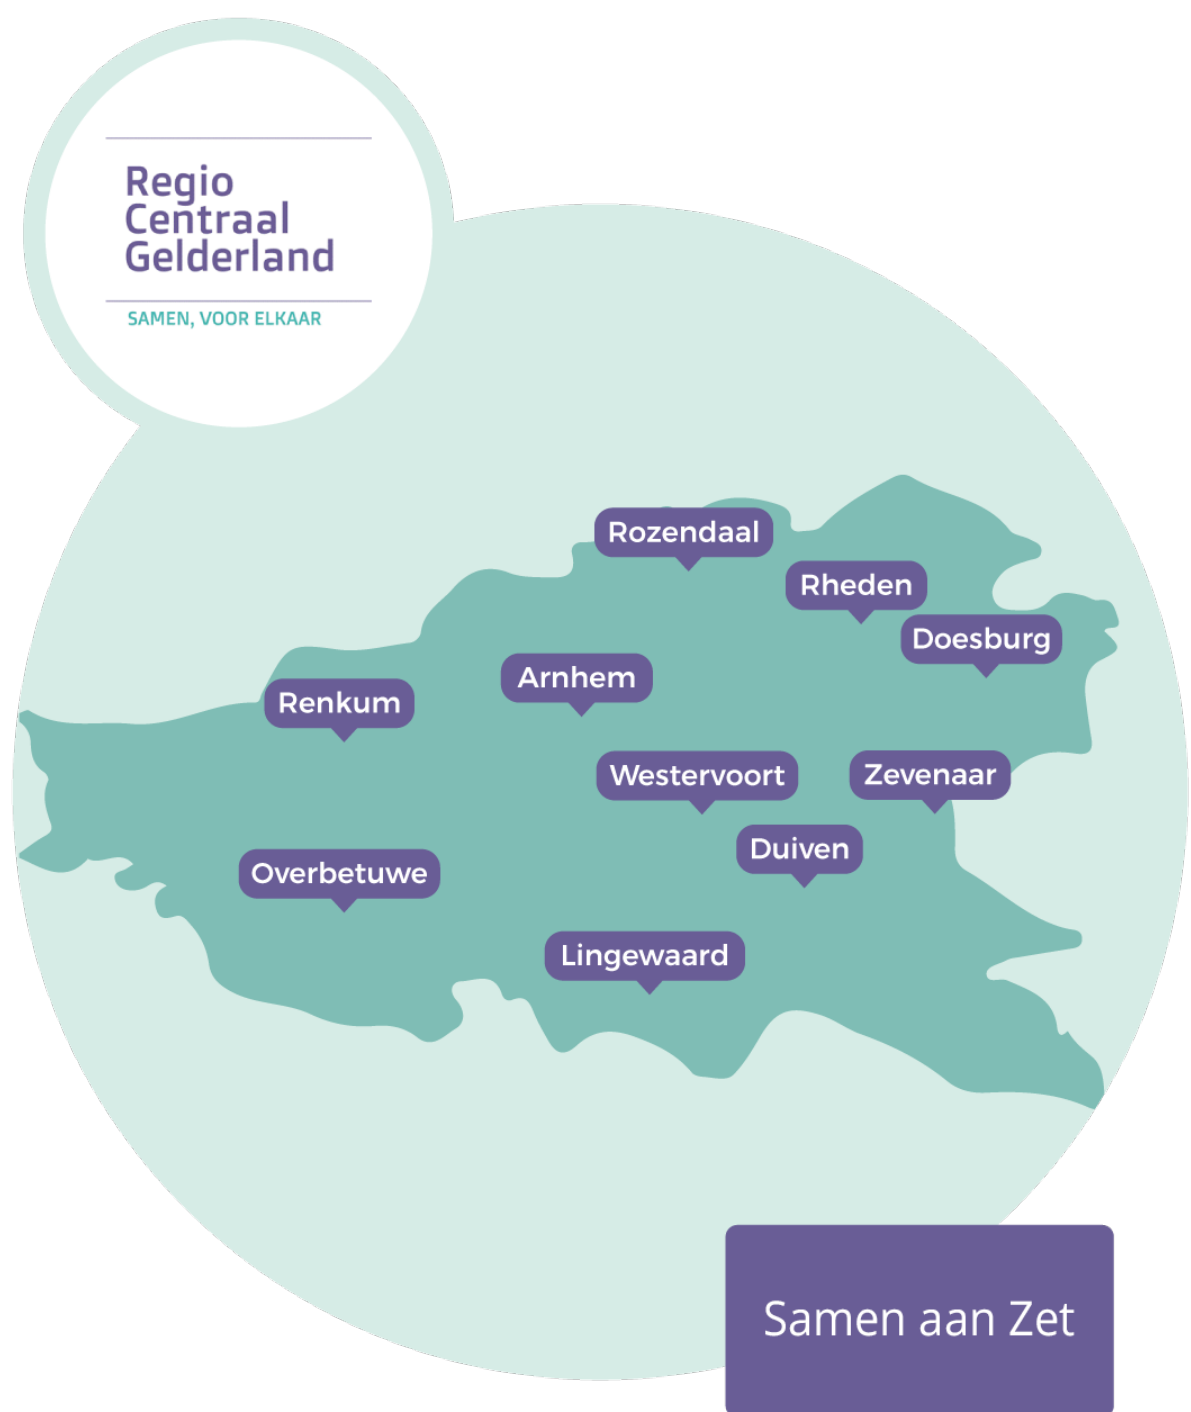 Regio
Centraal
Gelderland
SAMEN, VOOR ELKAAR
Rozendaal
Rheden
Doesburg
Arnhem
Renkum
Westervoort
Zevenaar
Duiven
Overbetuwe
Lingewaard
Samen aan Zet